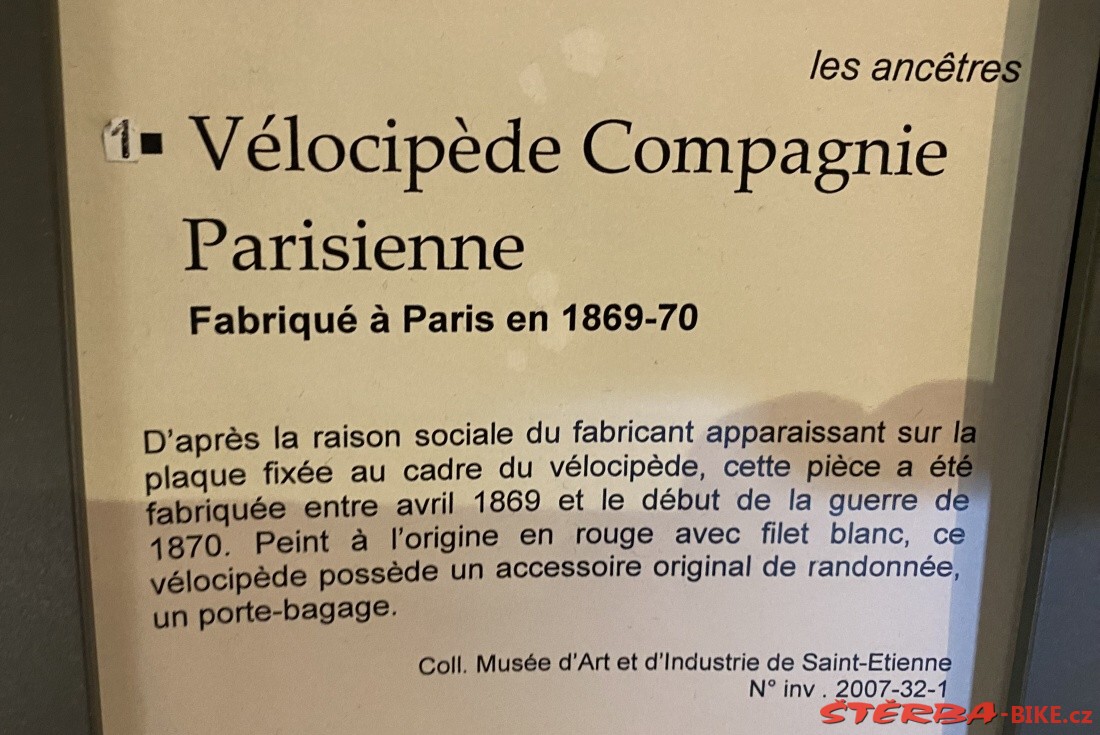 les ancêtres
1▪ Vélocipède Compagnie
Parisienne
Fabriqué à Paris en 1869-70
D'après la raison sociale du fabricant apparaissant sur la
plaque fixée au cadre du vélocipède, cette pièce a été
fabriquée entre avril 1869 et le début de la guerre de
1870. Peint à l'origine en rouge avec filet blanc, ce
vélocipède possède un accessoire original de randonnée,
un porte-bagage.
Coll. Musée d'Art et d'Industrie de Saint-Etienne
N° inv . 2007-32-1
ŠTĚRBA-BIKE.cz